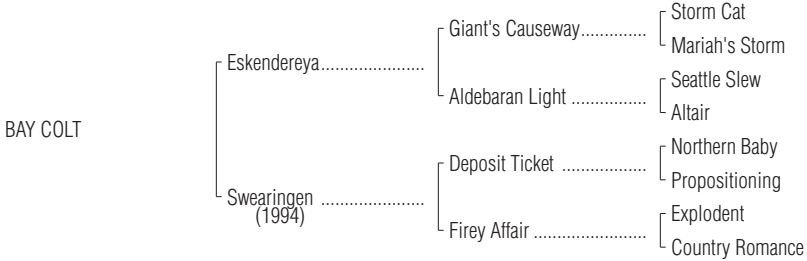 Storm Cat
Giant's Causeway..............
Mariah's Storm
Eskendereya......................
Seattle Slew
Aldebaran Light ................
Altair
BAY COLT
Northern Baby
Deposit Ticket ..................
Propositioning
Swearingen ......................
(1994)
Explodent
Firey Affair ........................
Country Romance